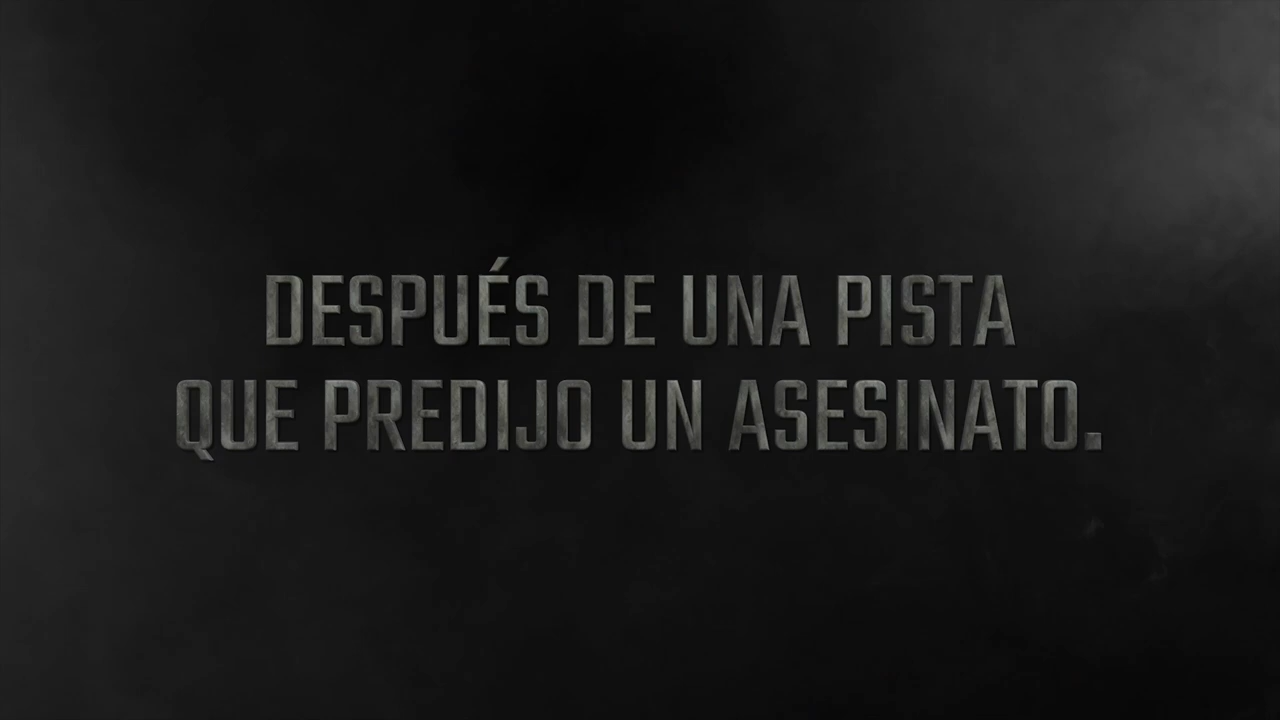 DESPUÉS DE UNA PISTA
QUE PREDIJO UN ASESINATO.